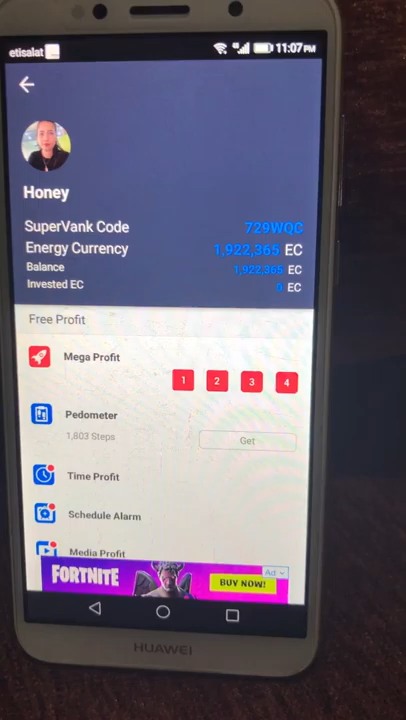 etisalat
11:07PM
Honey
SuperVank Code 729WQC
Energy Currency 1,922,365 EC
Balance 1,922,365 EC
Invested EC 0 EC
Free Profit
Mega Profit
1 2 3 4
Pedometer
1,803 Steps Get
Time Profit
Schedule Alarm
Media Profit
Ad
FORTNITE BUY NOW!
HUAWEI